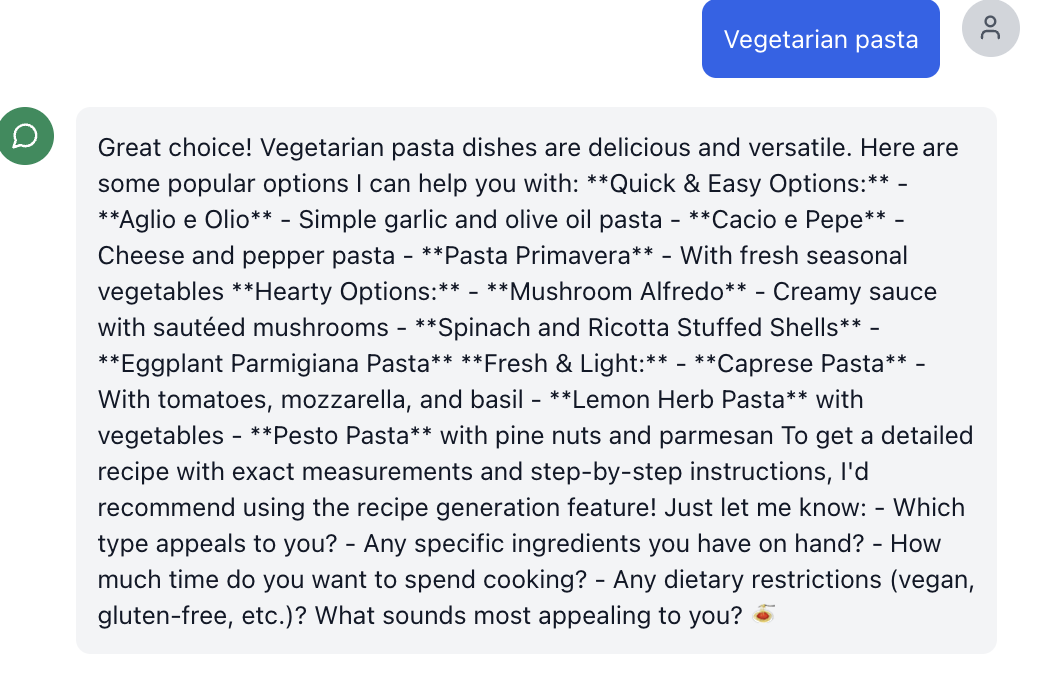 Vegetarian pasta
Great choice! Vegetarian pasta dishes are delicious and versatile. Here are
some popular options I can help you with: **Quick & Easy Options:** -
**Aglio e Olio** - Simple garlic and olive oil pasta - **Cacio e Pepe** -
Cheese and pepper pasta - **Pasta Primavera** - With fresh seasonal
vegetables **Hearty Options:** - **Mushroom Alfredo** - Creamy sauce
with sautéed mushrooms - **Spinach and Ricotta Stuffed Shells** -
**Eggplant Parmigiana Pasta** **Fresh & Light:** - **Caprese Pasta** -
With tomatoes, mozzarella, and basil - **Lemon Herb Pasta** with
vegetables - **Pesto Pasta** with pine nuts and parmesan To get a detailed
recipe with exact measurements and step-by-step instructions, I'd
recommend using the recipe generation feature! Just let me know: - Which
type appeals to you? - Any specific ingredients you have on hand? - How
much time do you want to spend cooking? - Any dietary restrictions (vegan,
gluten-free, etc.)? What sounds most appealing to you? 🍝